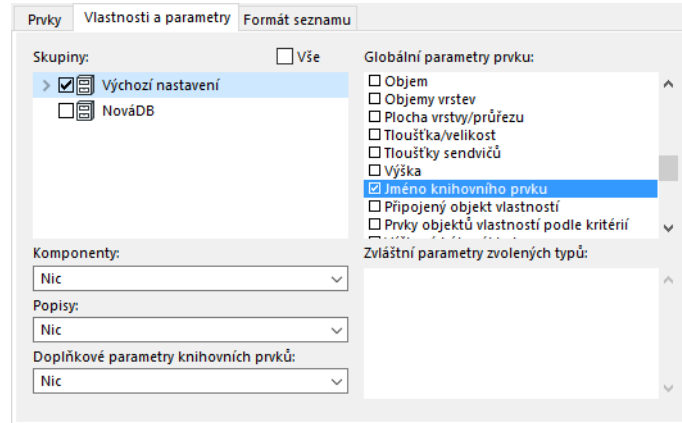 Prvky
Vlastnosti a parametry
Formát seznamu
Skupiny:
Vše
Výchozí nastavení
NováDB
Globální parametry prvku:
Objem
Objemy vrstev
Plocha vrstvy/průřezu
Tloušťka/velikost
Tloušťky sendvičů
Výška
Jméno knihovního prvku
Připojený objekt vlastností
Prvky objektů vlastností podle kritérií
Komponenty:
Nic
Popisy:
Nic
Doplňkové parametry knihovních prvků:
Nic
Zvláštní parametry zvolených typů: